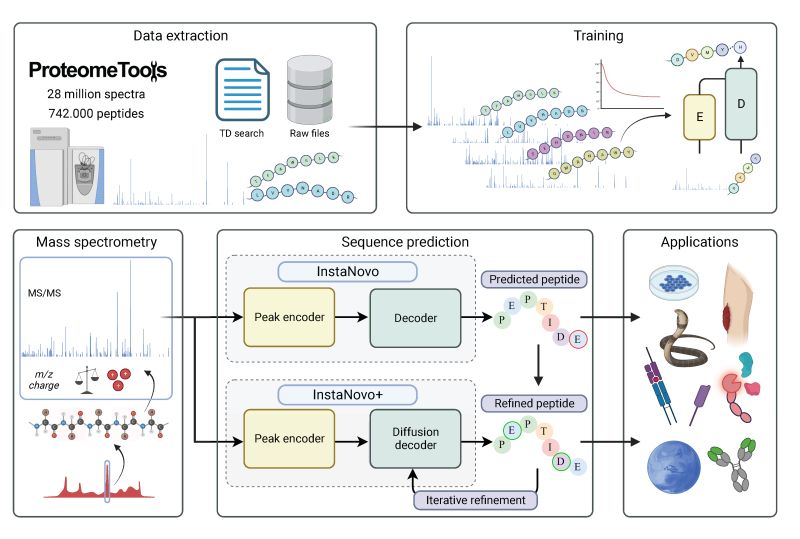 Data extraction
ProteomeTools
28 million spectra
742.000 peptides
TD search
Raw files
Training
E
D
Mass spectrometry
MS/MS
m/z
charge
Sequence prediction
InstaNovo
Peak encoder
Decoder
Predicted peptide
P E P T I D E
InstaNovo+
Peak encoder
Diffusion
decoder
Refined peptide
P E P T I D E
Iterative refinement
Applications